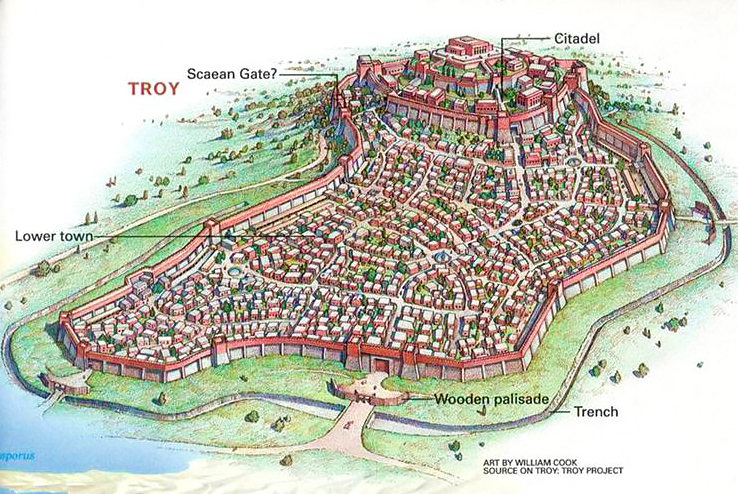 Citadel
Scaean Gate?
TROY
Lower town
Wooden palisade
Trench
sporus
ART BY WILLIAM COOK
SOURCE ON TROY: TROY PROJECT